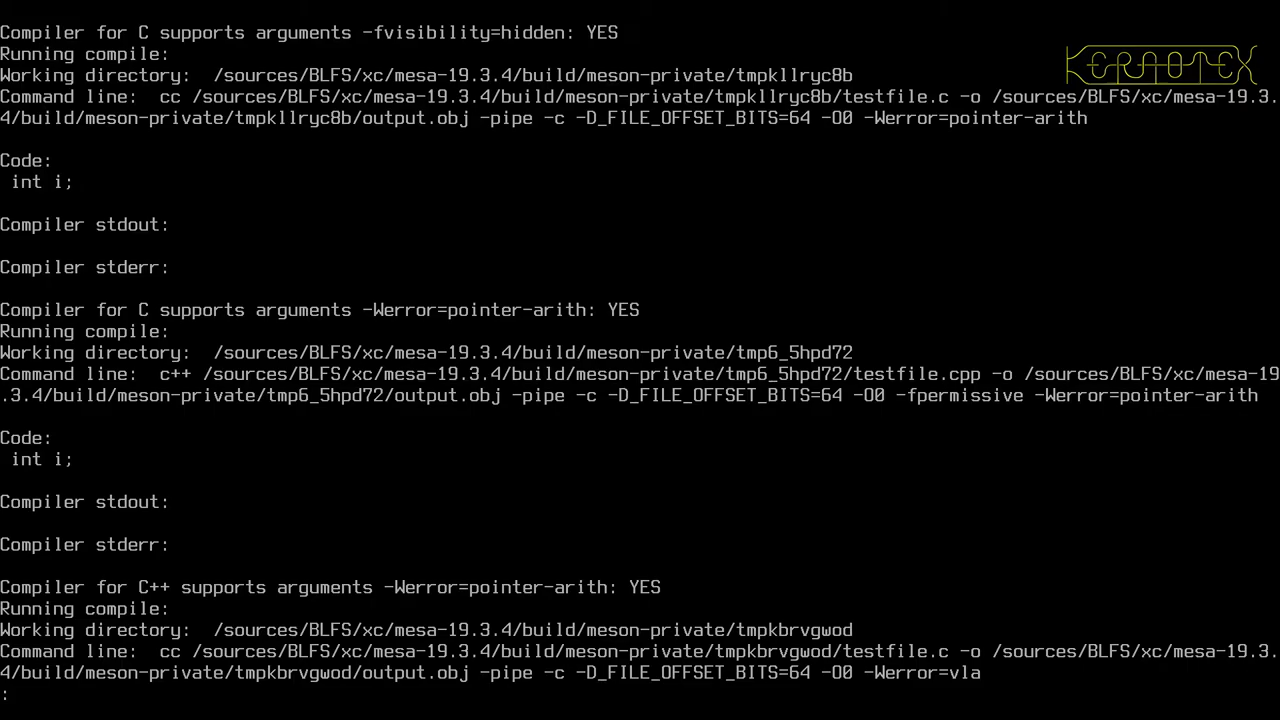 Compiler for C supports arguments -fvisibility=hidden: YES
Running compile:
Working directory:  /sources/BLFS/xc/mesa-19.3.4/build/meson-private/tmpkllryc8b
Command line:  cc /sources/BLFS/xc/mesa-19.3.4/build/meson-private/tmpkllryc8b/testfile.c -o /sources/BLFS/xc/mesa-19.3.
4/build/meson-private/tmpkllryc8b/output.obj -pipe -c -D_FILE_OFFSET_BITS=64 -O0 -Werror=pointer-arith
KERNOTEX
Code:
 int i;
Compiler stdout:
Compiler stderr:
Compiler for C supports arguments -Werror=pointer-arith: YES
Running compile:
Working directory:  /sources/BLFS/xc/mesa-19.3.4/build/meson-private/tmp6_5hpd72
Command line:  c++ /sources/BLFS/xc/mesa-19.3.4/build/meson-private/tmp6_5hpd72/testfile.cpp -o /sources/BLFS/xc/mesa-19
.3.4/build/meson-private/tmp6_5hpd72/output.obj -pipe -c -D_FILE_OFFSET_BITS=64 -O0 -fpermissive -Werror=pointer-arith
Code:
 int i;
Compiler stdout:
Compiler stderr:
Compiler for C++ supports arguments -Werror=pointer-arith: YES
Running compile:
Working directory:  /sources/BLFS/xc/mesa-19.3.4/build/meson-private/tmpkbrvgwod
Command line:  cc /sources/BLFS/xc/mesa-19.3.4/build/meson-private/tmpkbrvgwod/testfile.c -o /sources/BLFS/xc/mesa-19.3.
4/build/meson-private/tmpkbrvgwod/output.obj -pipe -c -D_FILE_OFFSET_BITS=64 -O0 -Werror=vla
: